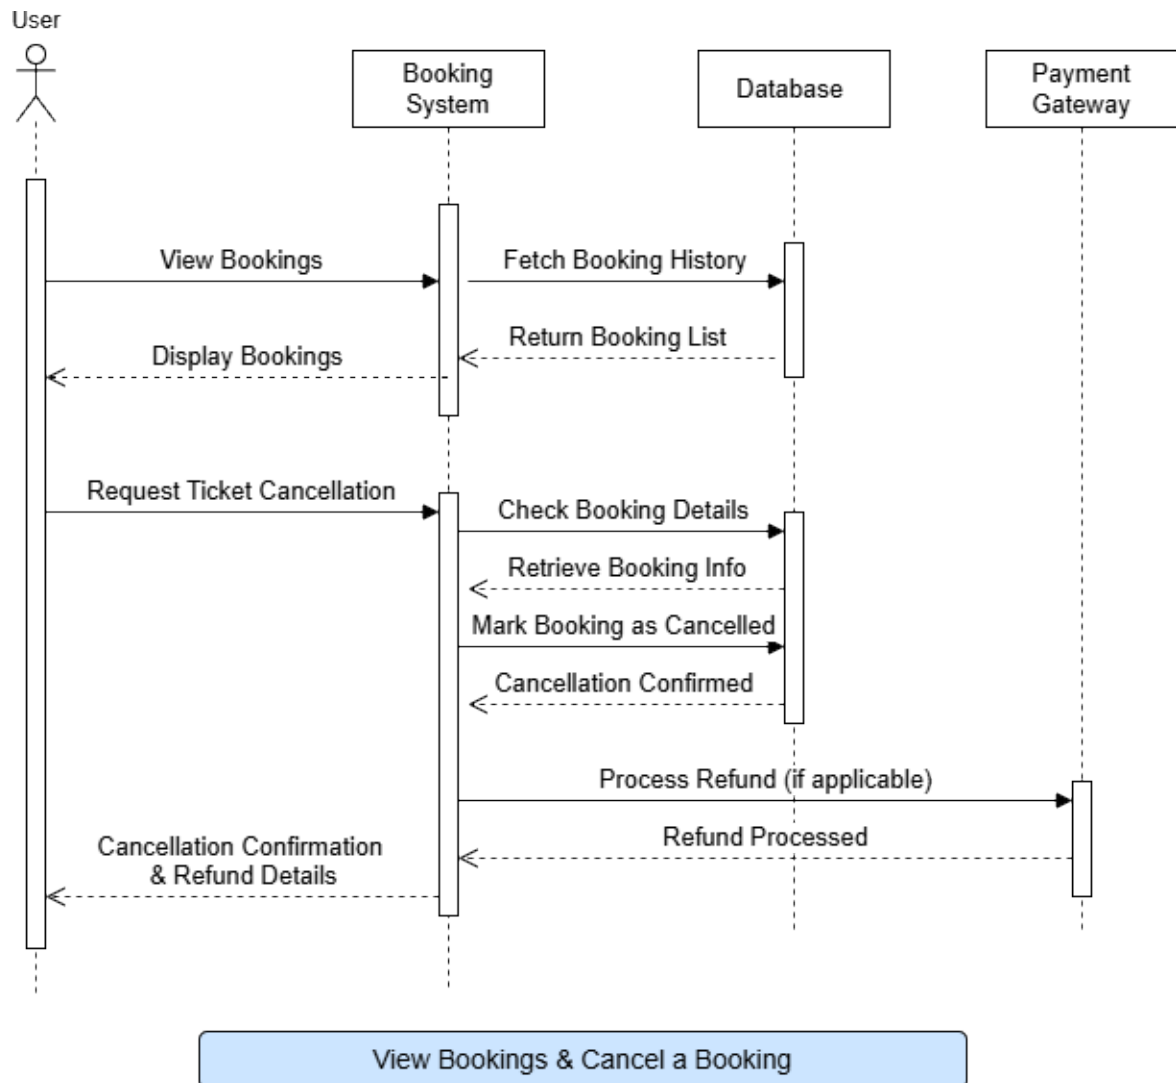 User
Booking
System
Database
Payment
Gateway
View Bookings
Fetch Booking History
Return Booking List
Display Bookings
Request Ticket Cancellation
Check Booking Details
Retrieve Booking Info
Mark Booking as Cancelled
Cancellation Confirmed
Process Refund (if applicable)
Refund Processed
Cancellation Confirmation
& Refund Details
View Bookings & Cancel a Booking